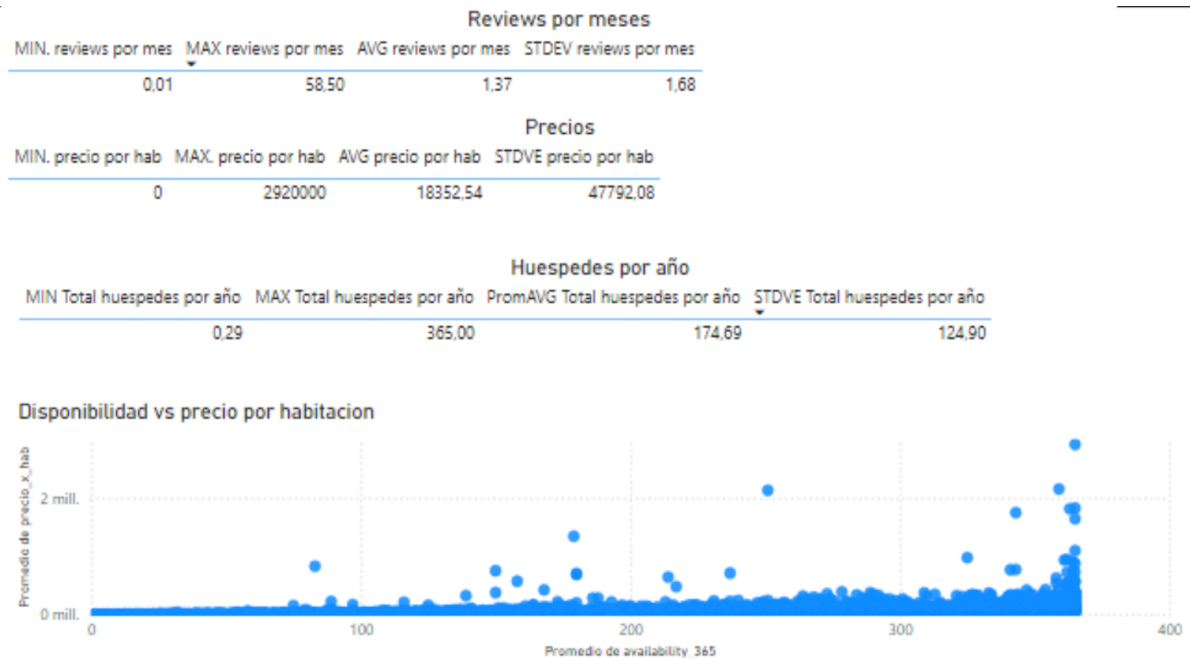 Reviews por meses
MIN. reviews por mes MAX reviews por mes AVG reviews por mes STDEV reviews por mes
0,01 58,50 1,37 1,68
Precios
MIN. precio por hab MAX. precio por hab AVG precio por hab STDVE precio por hab
0 2920000 18352,54 47792,08
Huespedes por año
MIN Total huespedes por año MAX Total huespedes por año PromAVG Total huespedes por año STDVE Total huespedes por año
0,29 365,00 174,69 124,90
Disponibilidad vs precio por habitacion
Promedio de precio_x_hab
2 mill.
0 mill.
0 100 200 300 400
Promedio de availability_365